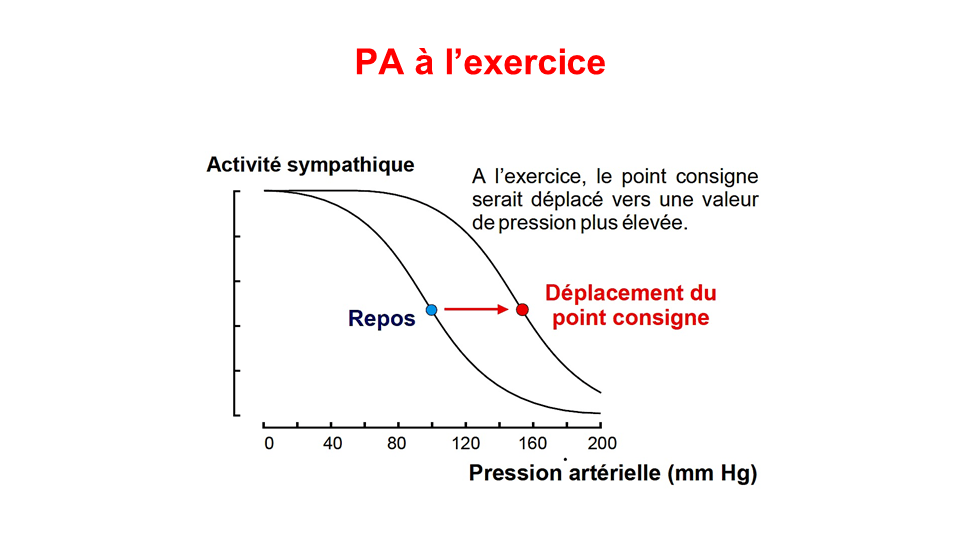 PA à l’exercice
Activité sympathique
A l’exercice, le point consigne
serait déplacé vers une valeur
de pression plus élevée.
Déplacement du
point consigne
Repos
0 40 80 120 160 200
Pression artérielle (mm Hg)